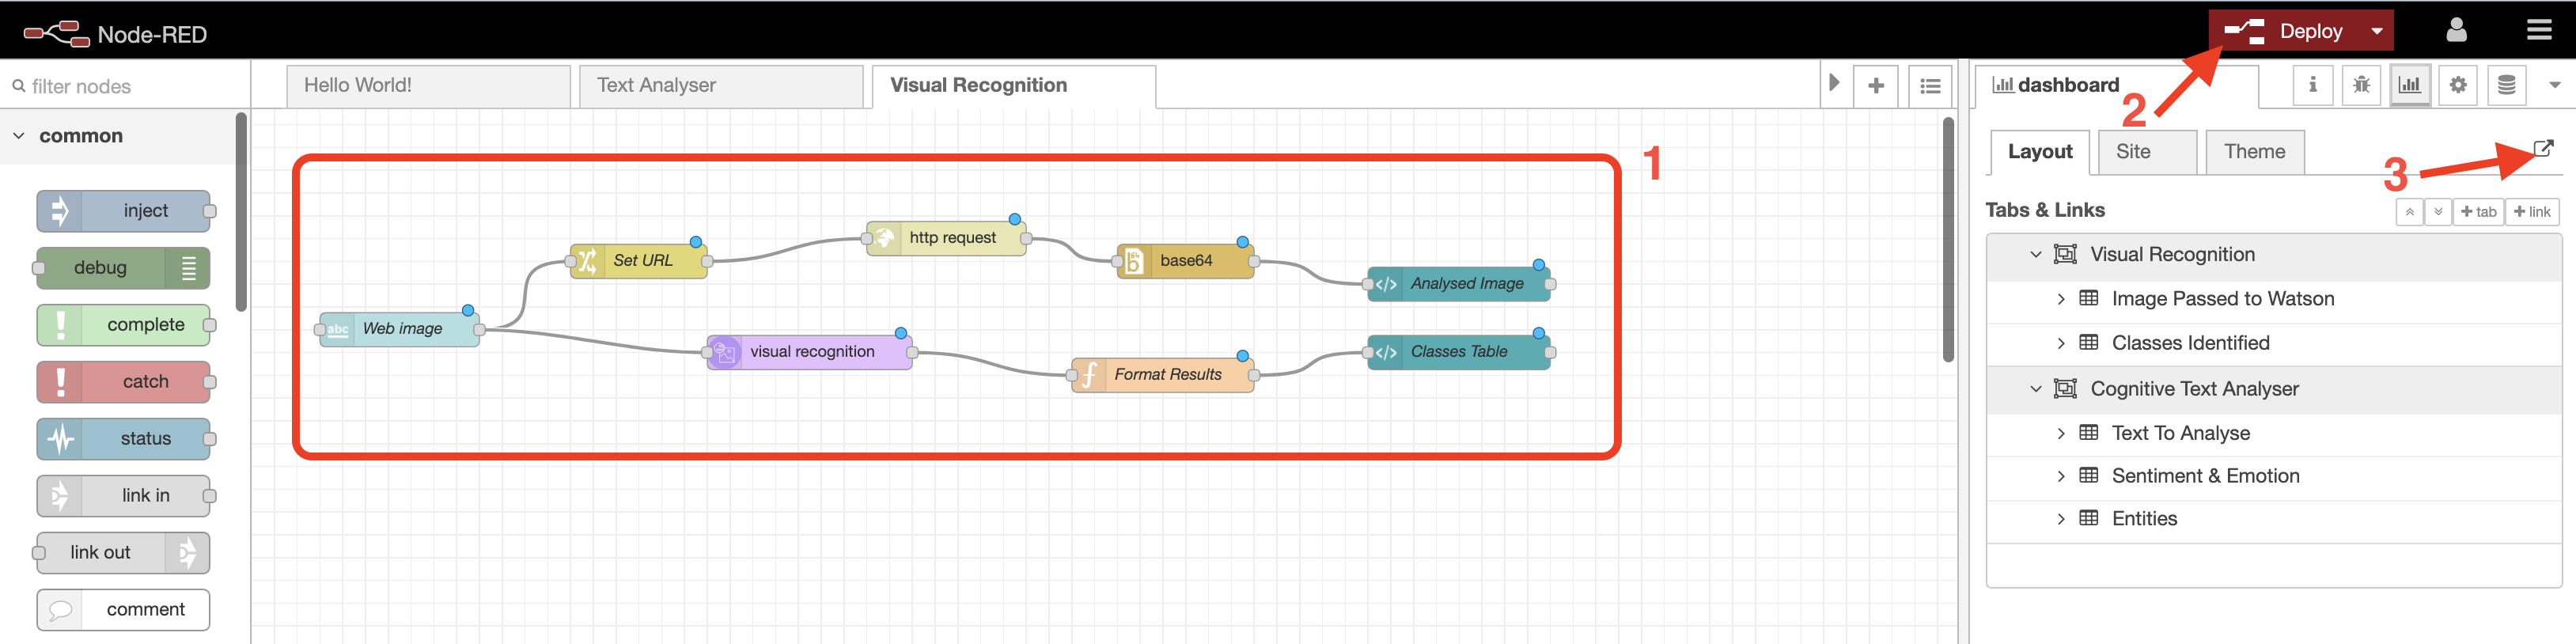 Node-RED
Deploy
filter nodes
Hello World!
Text Analyser
Visual Recognition
dashboard
i
2
common
Layout
Site
Theme
3
1
Tabs & Links
tab
link
inject
debug
complete
catch
status
link in
link out
comment
http request
Set URL
base64
Analysed Image
abc
Web image
visual recognition
Classes Table
Format Results
Visual Recognition
Image Passed to Watson
Classes Identified
Cognitive Text Analyser
Text To Analyse
Sentiment & Emotion
Entities